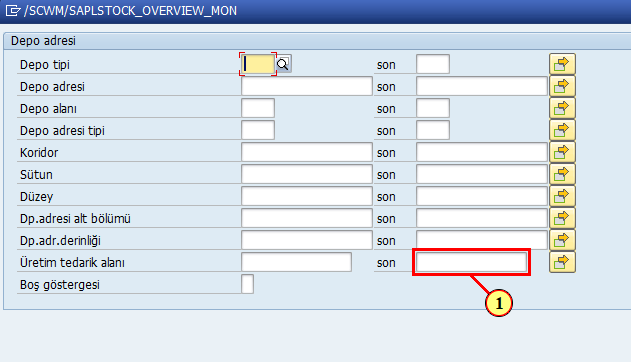 /SCWM/SAPLSTOCK_OVERVIEW_MON
Depo adresi
Depo tipi son
Depo adresi son
Depo alanı son
Depo adresi tipi son
Koridor son
Sütun son
Düzey son
Dp.adresi alt bölümü son
Dp.adr.derinliği son
Üretim tedarik alanı son
Boş göstergesi
1